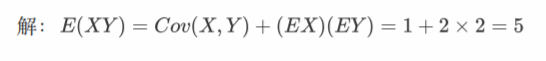 解：E(XY) = Cov(X, Y) + (EX)(EY) = 1 + 2 × 2 = 5